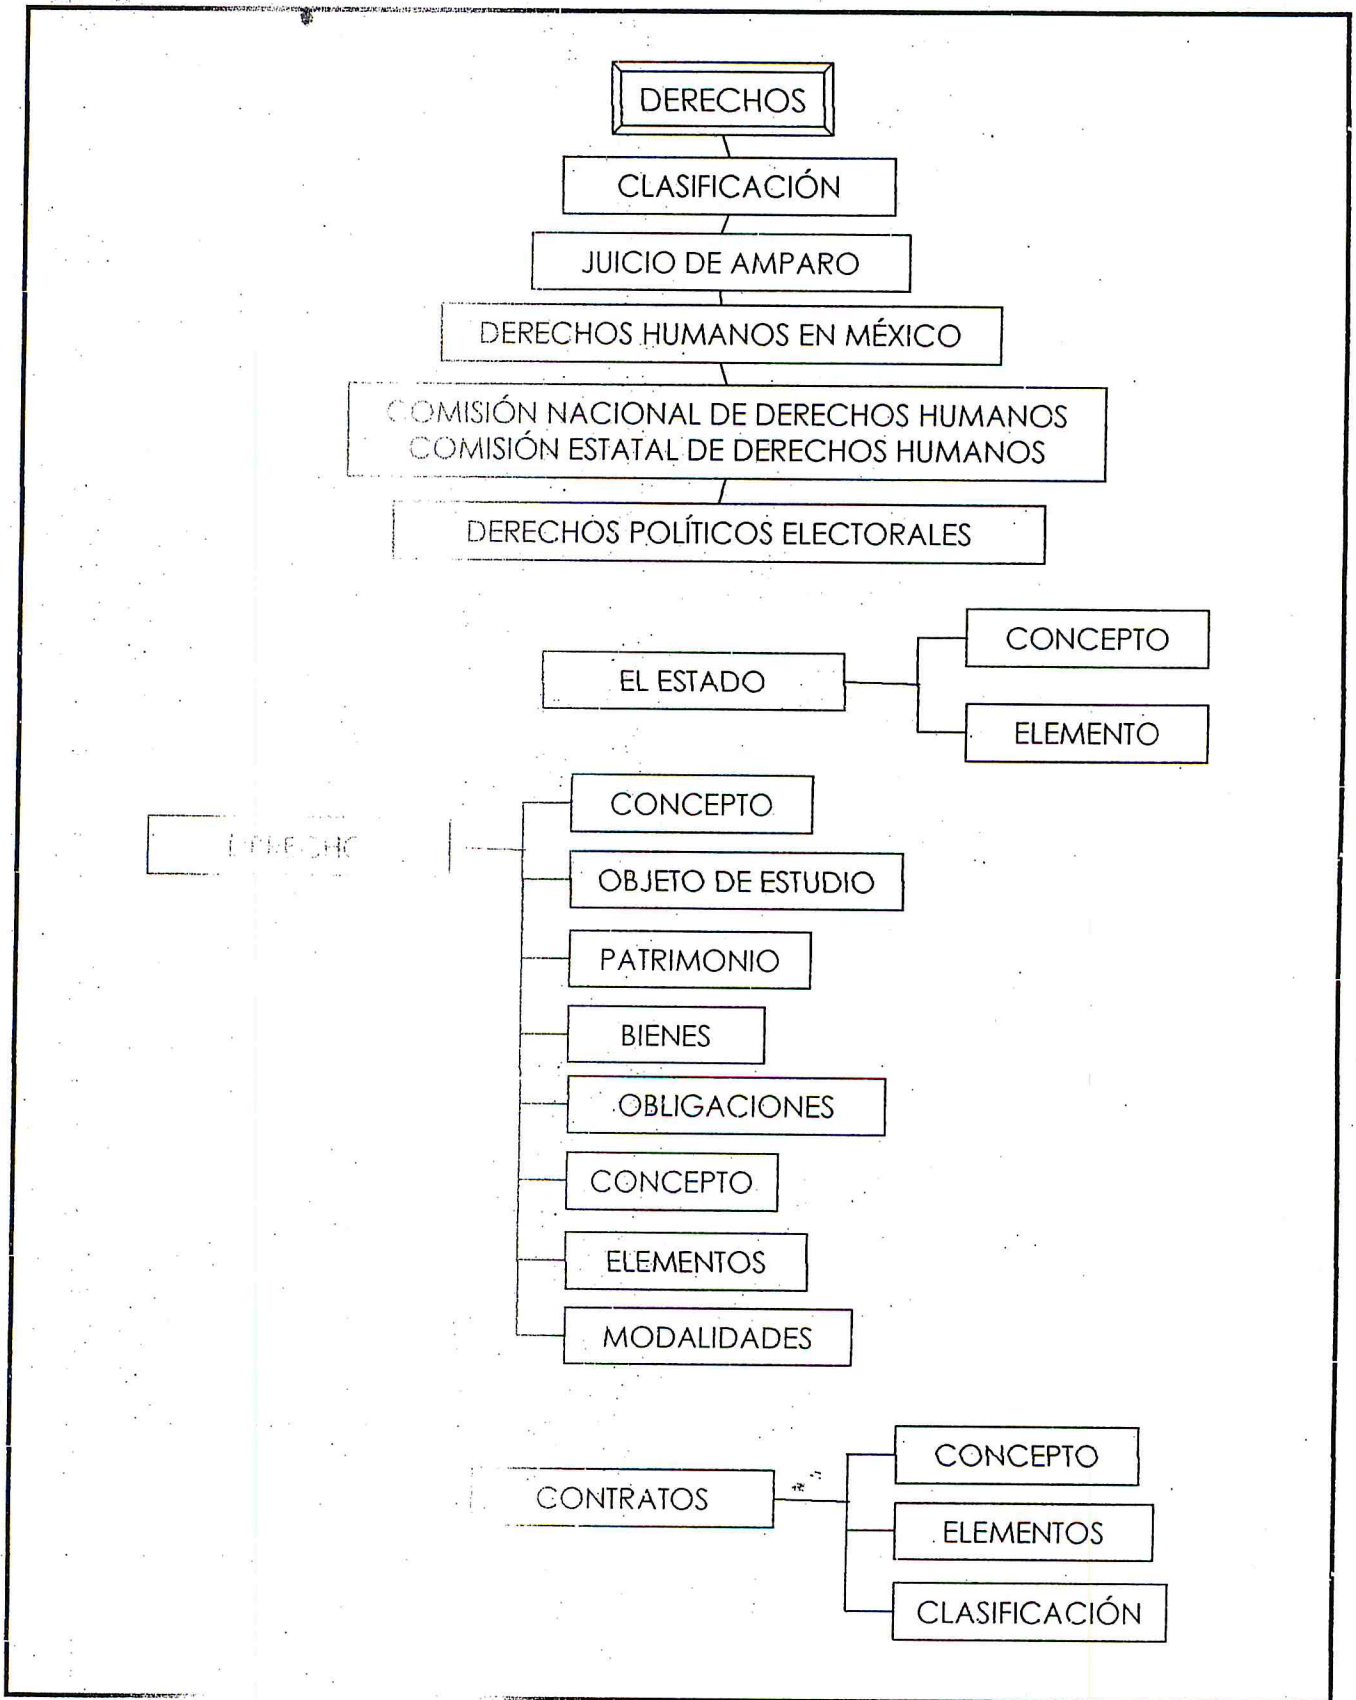 DERECHOS
CLASIFICACIÓN
JUICIO DE AMPARO
DERECHOS HUMANOS EN MÉXICO
COMISIÓN NACIONAL DE DERECHOS HUMANOS
COMISIÓN ESTATAL DE DERECHOS HUMANOS
DERECHOS POLÍTICOS ELECTORALES
EL ESTADO
CONCEPTO
ELEMENTO
DERECHO
CONCEPTO
OBJETO DE ESTUDIO
PATRIMONIO
BIENES
OBLIGACIONES
CONCEPTO
ELEMENTOS
MODALIDADES
CONTRATOS
CONCEPTO
ELEMENTOS
CLASIFICACIÓN